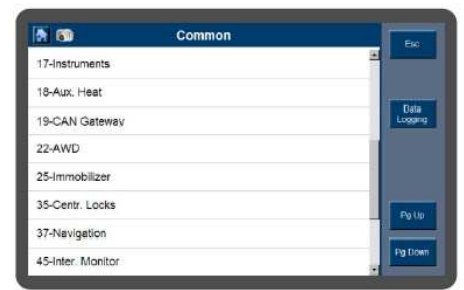 Common
Esc
17-Instruments
18-Aux. Heat
19-CAN Gateway
Data
Logging
22-AWD
25-Immobilizer
35-Centr. Locks
Pg Up
37-Navigation
Pg Down
45-Inter. Monitor